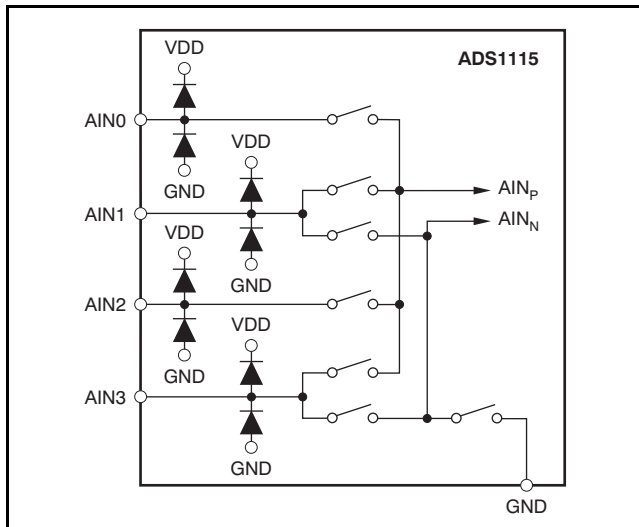 VDD
ADS1115
AIN0
VDD
GND
AIN1
AIN_P
AIN_N
VDD
GND
AIN2
VDD
GND
AIN3
GND
GND